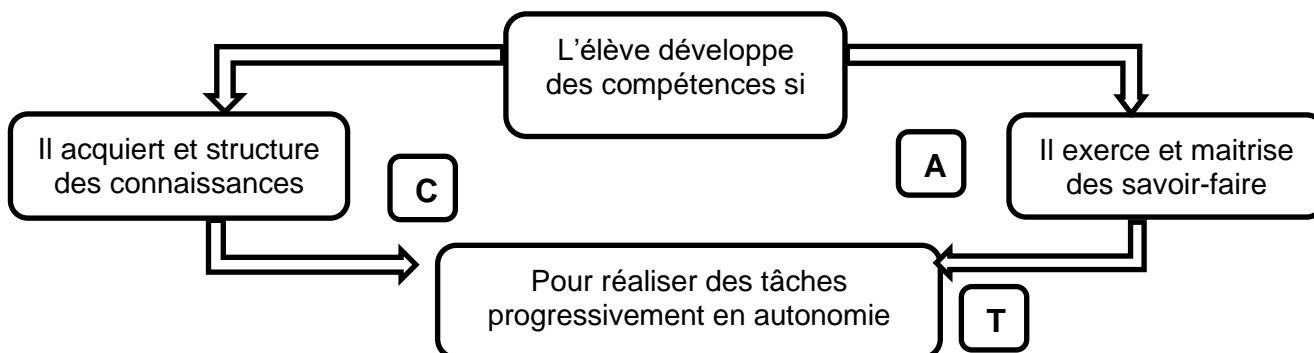 L'élève développe
des compétences si
Il acquiert et structure
des connaissances
C
A
Il exerce et maitrise
des savoir-faire
Pour réaliser des tâches
progressivement en autonomie
T